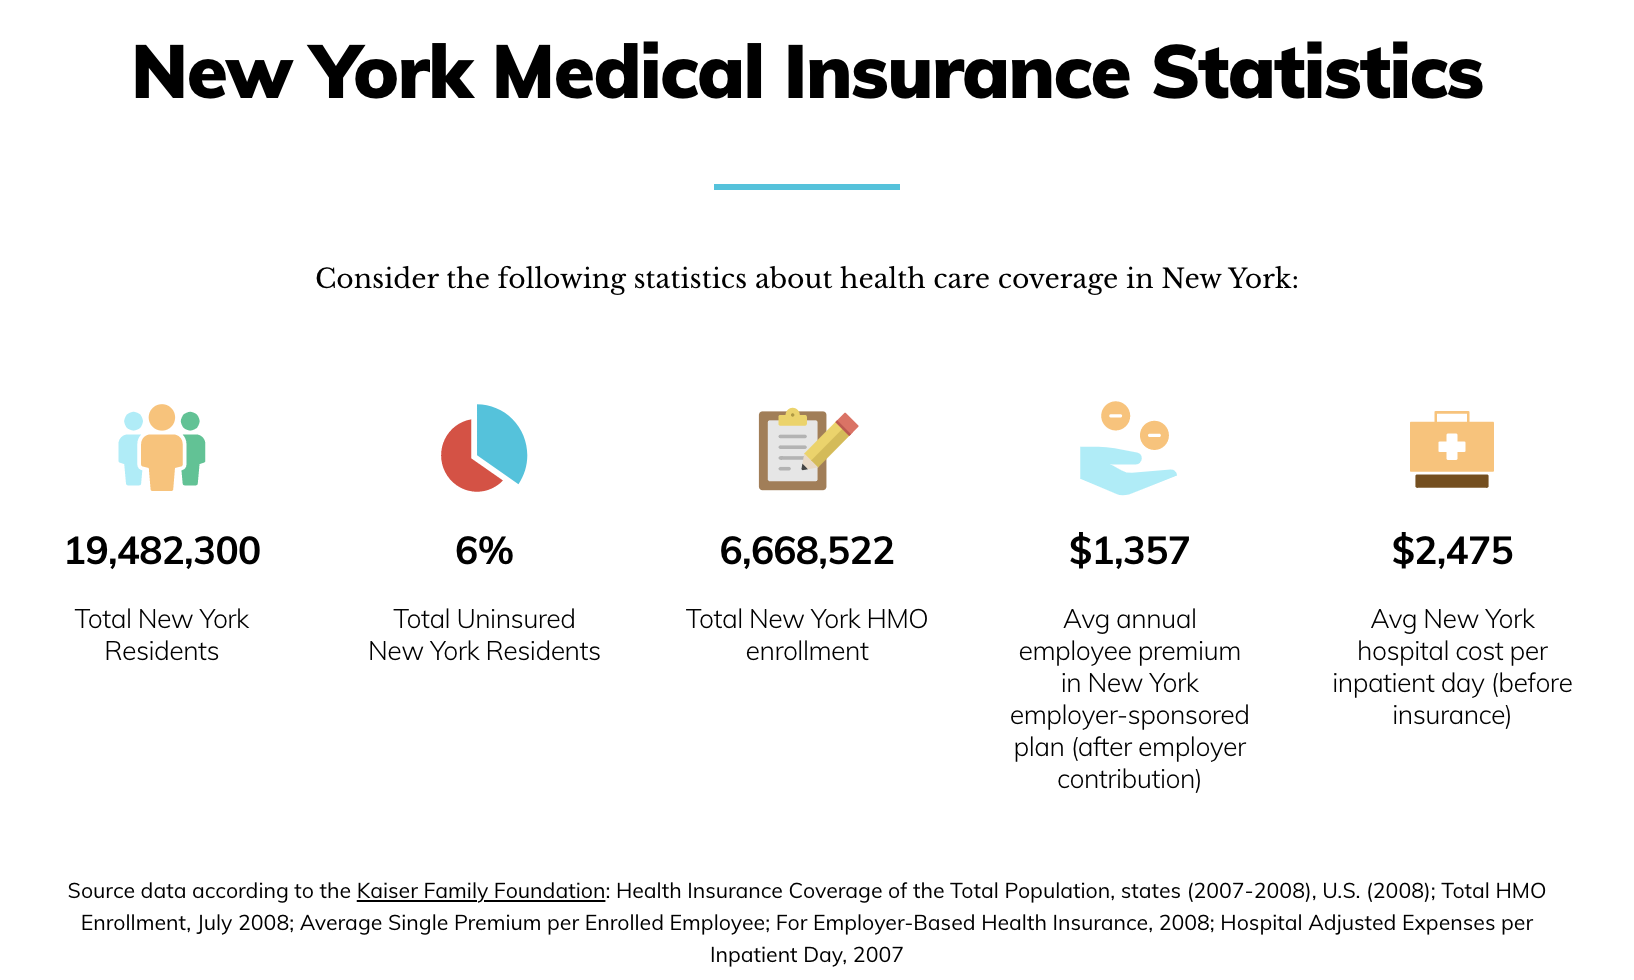 New York Medical Insurance Statistics
Consider the following statistics about health care coverage in New York:
19,482,300
Total New York
Residents
6%
Total Uninsured
New York Residents
6,668,522
Total New York HMO
enrollment
$1,357
Avg annual
employee premium
in New York
employer-sponsored
plan (after employer
contribution)
$2,475
Avg New York
hospital cost per
inpatient day (before
insurance)
Source data according to the Kaiser Family Foundation: Health Insurance Coverage of the Total Population, states (2007-2008), U.S. (2008); Total HMO
Enrollment, July 2008; Average Single Premium per Enrolled Employee; For Employer-Based Health Insurance, 2008; Hospital Adjusted Expenses per
Inpatient Day, 2007